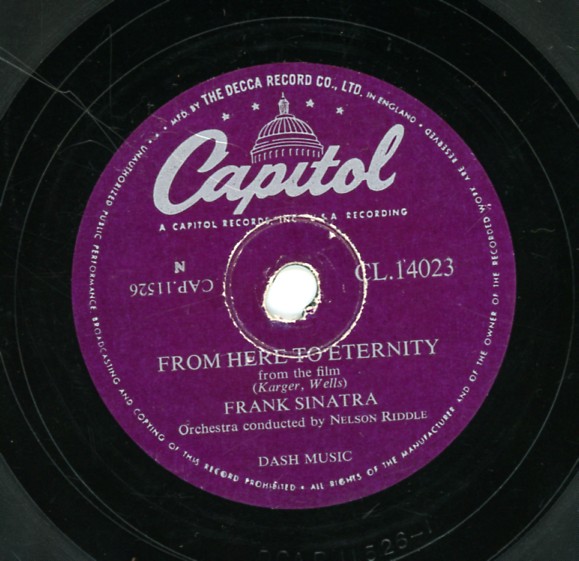 MFD. BY THE DECCA RECORD CO., LTD. IN ENGLAND.
ALL RIGHTS OF THE MANUFACTURER AND OF THE OWNER OF THE RECORDED WORK ARE RESERVED
UNAUTHORIZED PUBLIC PERFORMANCE BROADCASTING AND COPYING OF THIS RECORD PROHIBITED
Capitol
A CAPITOL RECORDS, INC., U.S.A. RECORDING
N
CAP.11526
CL.14023
FROM HERE TO ETERNITY
from the film
(Karger, Wells)
FRANK SINATRA
Orchestra conducted by NELSON RIDDLE
DASH MUSIC